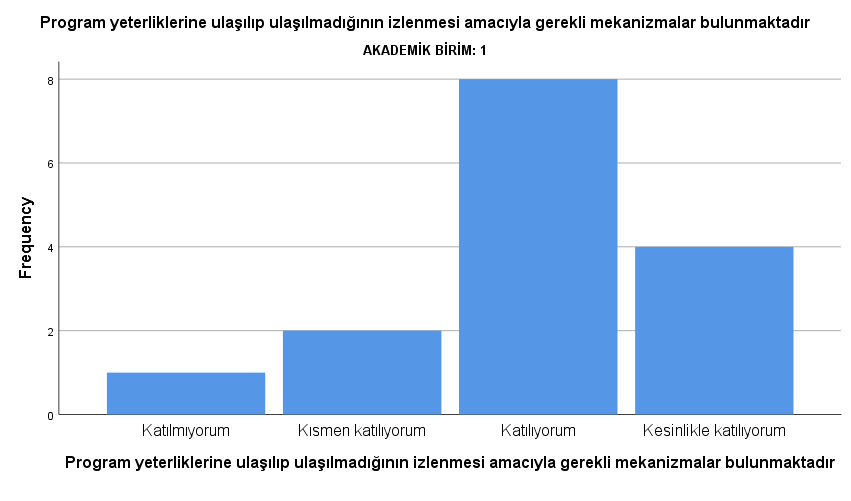 Program yeterliklerine ulaşılıp ulaşılmadığının izlenmesi amacıyla gerekli mekanizmalar bulunmaktadır
AKADEMİK BİRİM: 1
8
6
4
2
0
Frequency
Katılmıyorum
Kısmen katılıyorum
Katılıyorum
Kesinlikle katılıyorum
Program yeterliklerine ulaşılıp ulaşılmadığının izlenmesi amacıyla gerekli mekanizmalar bulunmaktadır